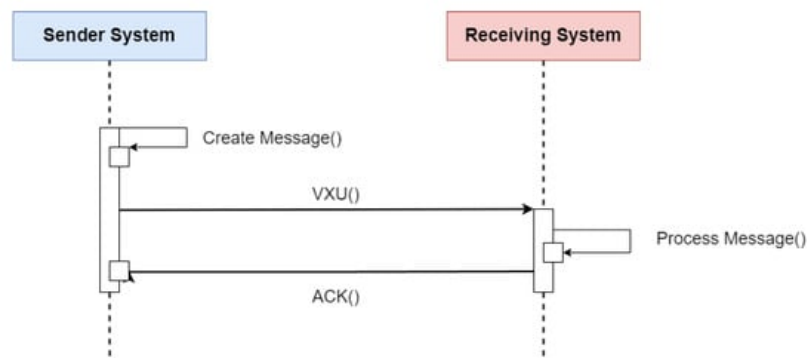 Sender System
Receiving System
Create Message()
VXU()
Process Message()
ACK()